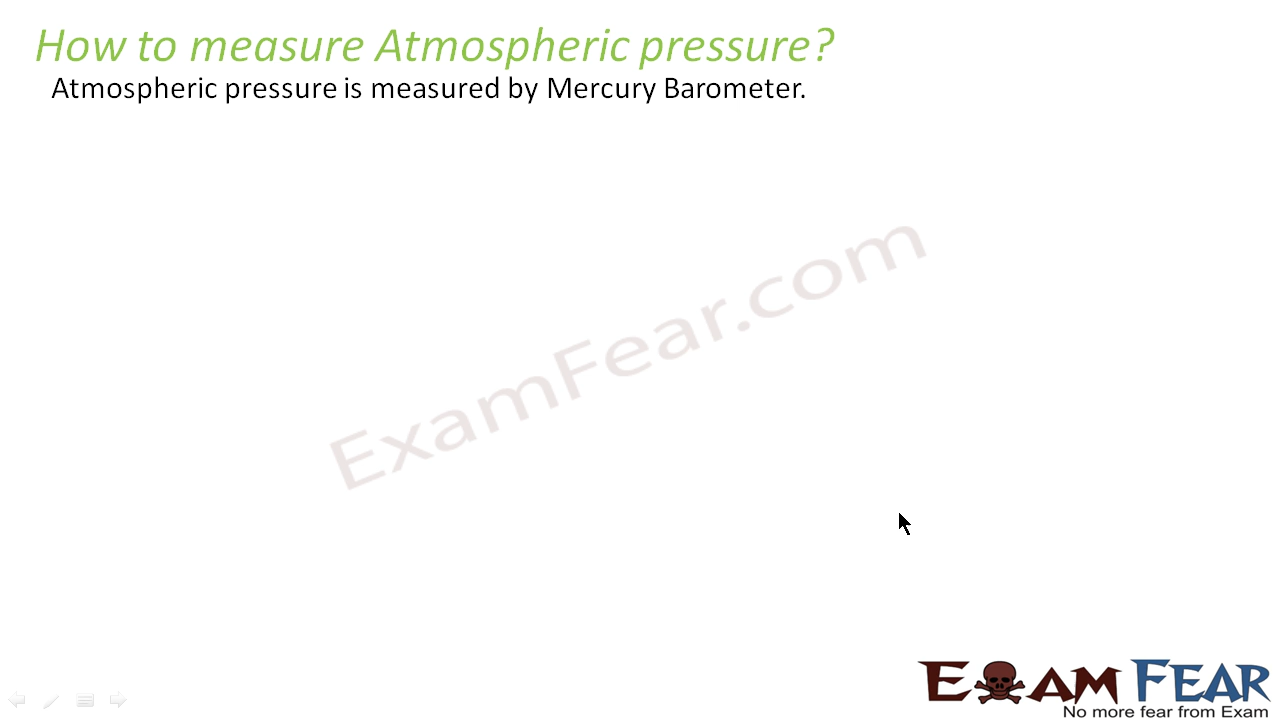 How to measure Atmospheric pressure?
Atmospheric pressure is measured by Mercury Barometer.
ExamFear.com
EXAM FEAR
No more fear from Exam